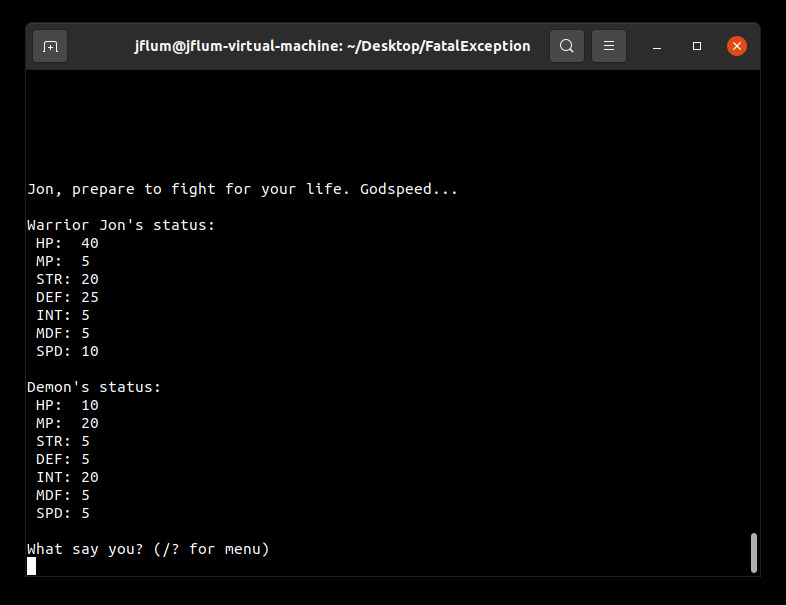 jflum@jflum-virtual-machine: ~/Desktop/FatalException
Jon, prepare to fight for your life. Godspeed...
Warrior Jon's status:
HP: 40
MP: 5
STR: 20
DEF: 25
INT: 5
MDF: 5
SPD: 10
Demon's status:
HP: 10
MP: 20
STR: 5
DEF: 5
INT: 20
MDF: 5
SPD: 5
What say you? (/? for menu)